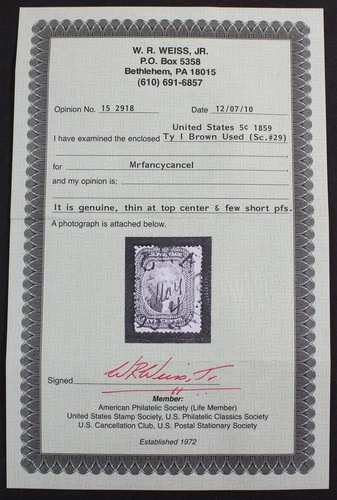 W. R. WEISS, JR.
P.O. Box 5358
Bethlehem, PA 18015
(610) 691-6857
Opinion No. 15 2918 Date 12/07/10
United States 5¢ 1859
I have examined the enclosed Ty I Brown Used (Sc.#29)
for Mrfancycancel
and my opinion is:
It is genuine, thin at top center & few short pfs.
A photograph is attached below.
May
Signed WRWeiss, Jr.
Member:
American Philatelic Society (Life Member)
United States Stamp Society, U.S. Philatelic Classics Society
U.S. Cancellation Club, U.S. Postal Stationary Society
Established 1972